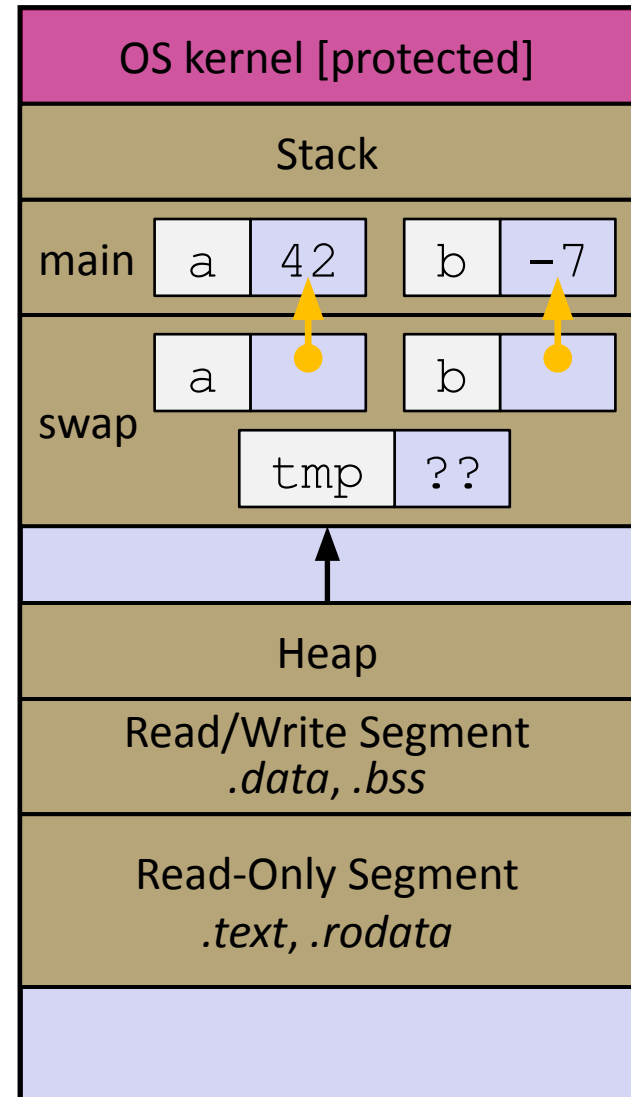 OS kernel [protected]
Stack
main a 42 b -7
a b
swap
tmp ??
Heap
Read/Write Segment
.data, .bss
Read-Only Segment
.text, .rodata